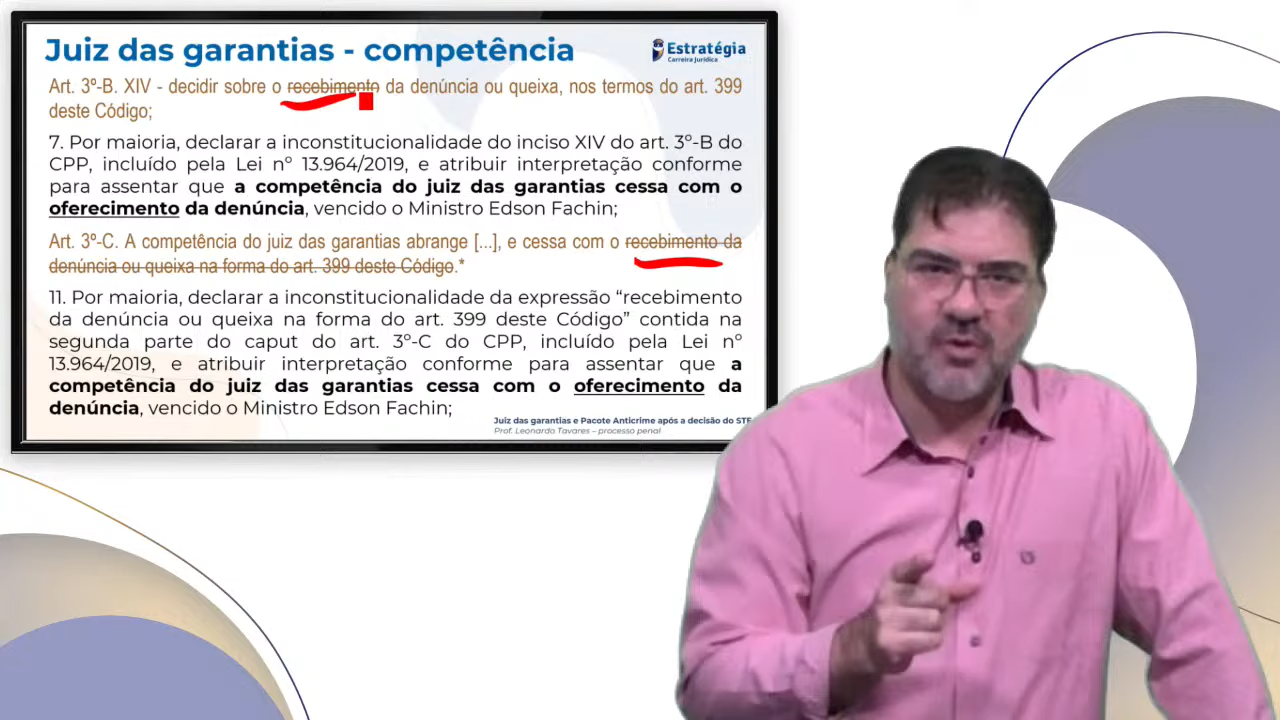 Juiz das garantias - competência
Estratégia
Carreira Jurídica
Art. 3º-B. XIV - decidir sobre o recebimento da denúncia ou queixa, nos termos do art. 399
deste Código;
7. Por maioria, declarar a inconstitucionalidade do inciso XIV do art. 3º-B do
CPP, incluído pela Lei nº 13.964/2019, e atribuir interpretação conforme
para assentar que a competência do juiz das garantias cessa com o
oferecimento da denúncia, vencido o Ministro Edson Fachin;
Art. 3º-C. A competência do juiz das garantias abrange [...], e cessa com o recebimento da
denúncia ou queixa na forma do art. 399 deste Código.*
11. Por maioria, declarar a inconstitucionalidade da expressão “recebimento
da denúncia ou queixa na forma do art. 399 deste Código” contida na
segunda parte do caput do art. 3º-C do CPP, incluído pela Lei nº
13.964/2019, e atribuir interpretação conforme para assentar que a
competência do juiz das garantias cessa com o oferecimento da
denúncia, vencido o Ministro Edson Fachin;
Juiz das garantias e Pacote Anticrime após a decisão do STF
Prof. Leonardo Tavares – processo penal